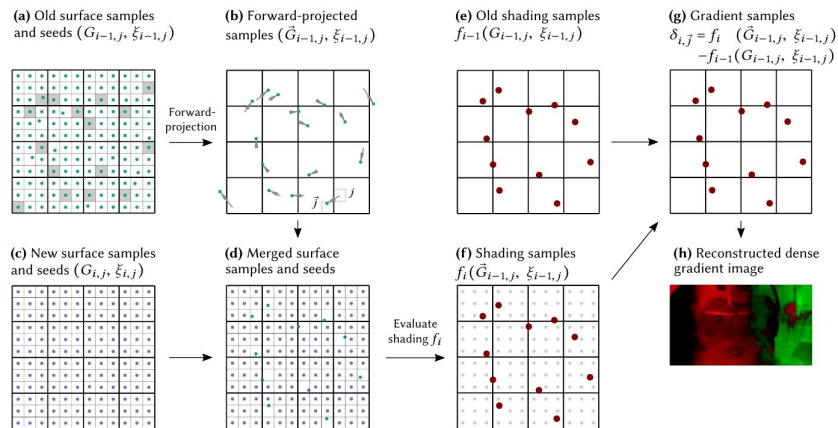 (a) Old surface samples
and seeds (G_{i−1,j}, ξ_{i−1,j})
(b) Forward-projected
samples (G⃗_{i−1,j}, ξ_{i−1,j})
(e) Old shading samples
f_{i−1}(G_{i−1,j}, ξ_{i−1,j})
(g) Gradient samples
δ_{i,j⃗} = f_i (G⃗_{i−1,j}, ξ_{i−1,j})
−f_{i−1}(G_{i−1,j}, ξ_{i−1,j})
Forward-
projection
j⃗
j
(c) New surface samples
and seeds (G_{i,j}, ξ_{i,j})
(d) Merged surface
samples and seeds
(f) Shading samples
f_i(G⃗_{i−1,j}, ξ_{i−1,j})
(h) Reconstructed dense
gradient image
Evaluate
shading f_i